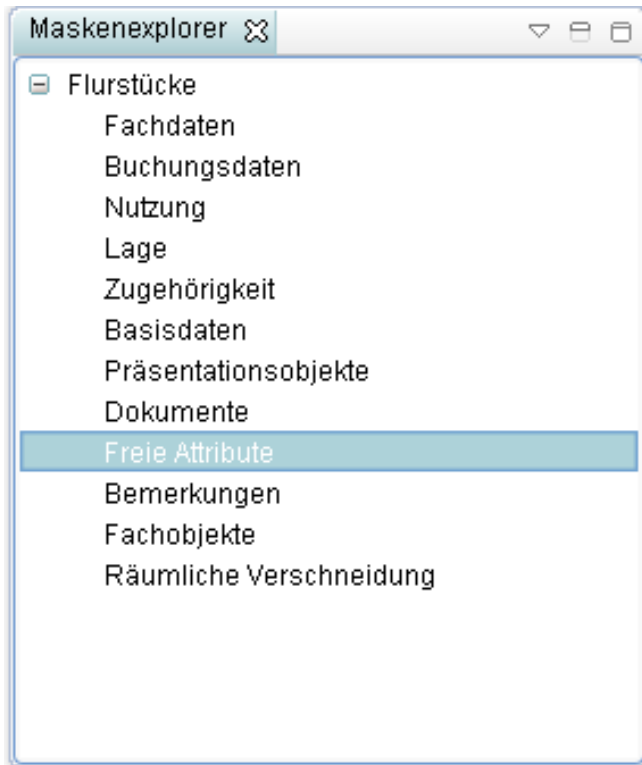 Maskenexplorer
Flurstücke
Fachdaten
Buchungsdaten
Nutzung
Lage
Zugehörigkeit
Basisdaten
Präsentationsobjekte
Dokumente
Freie Attribute
Bemerkungen
Fachobjekte
Räumliche Verschneidung